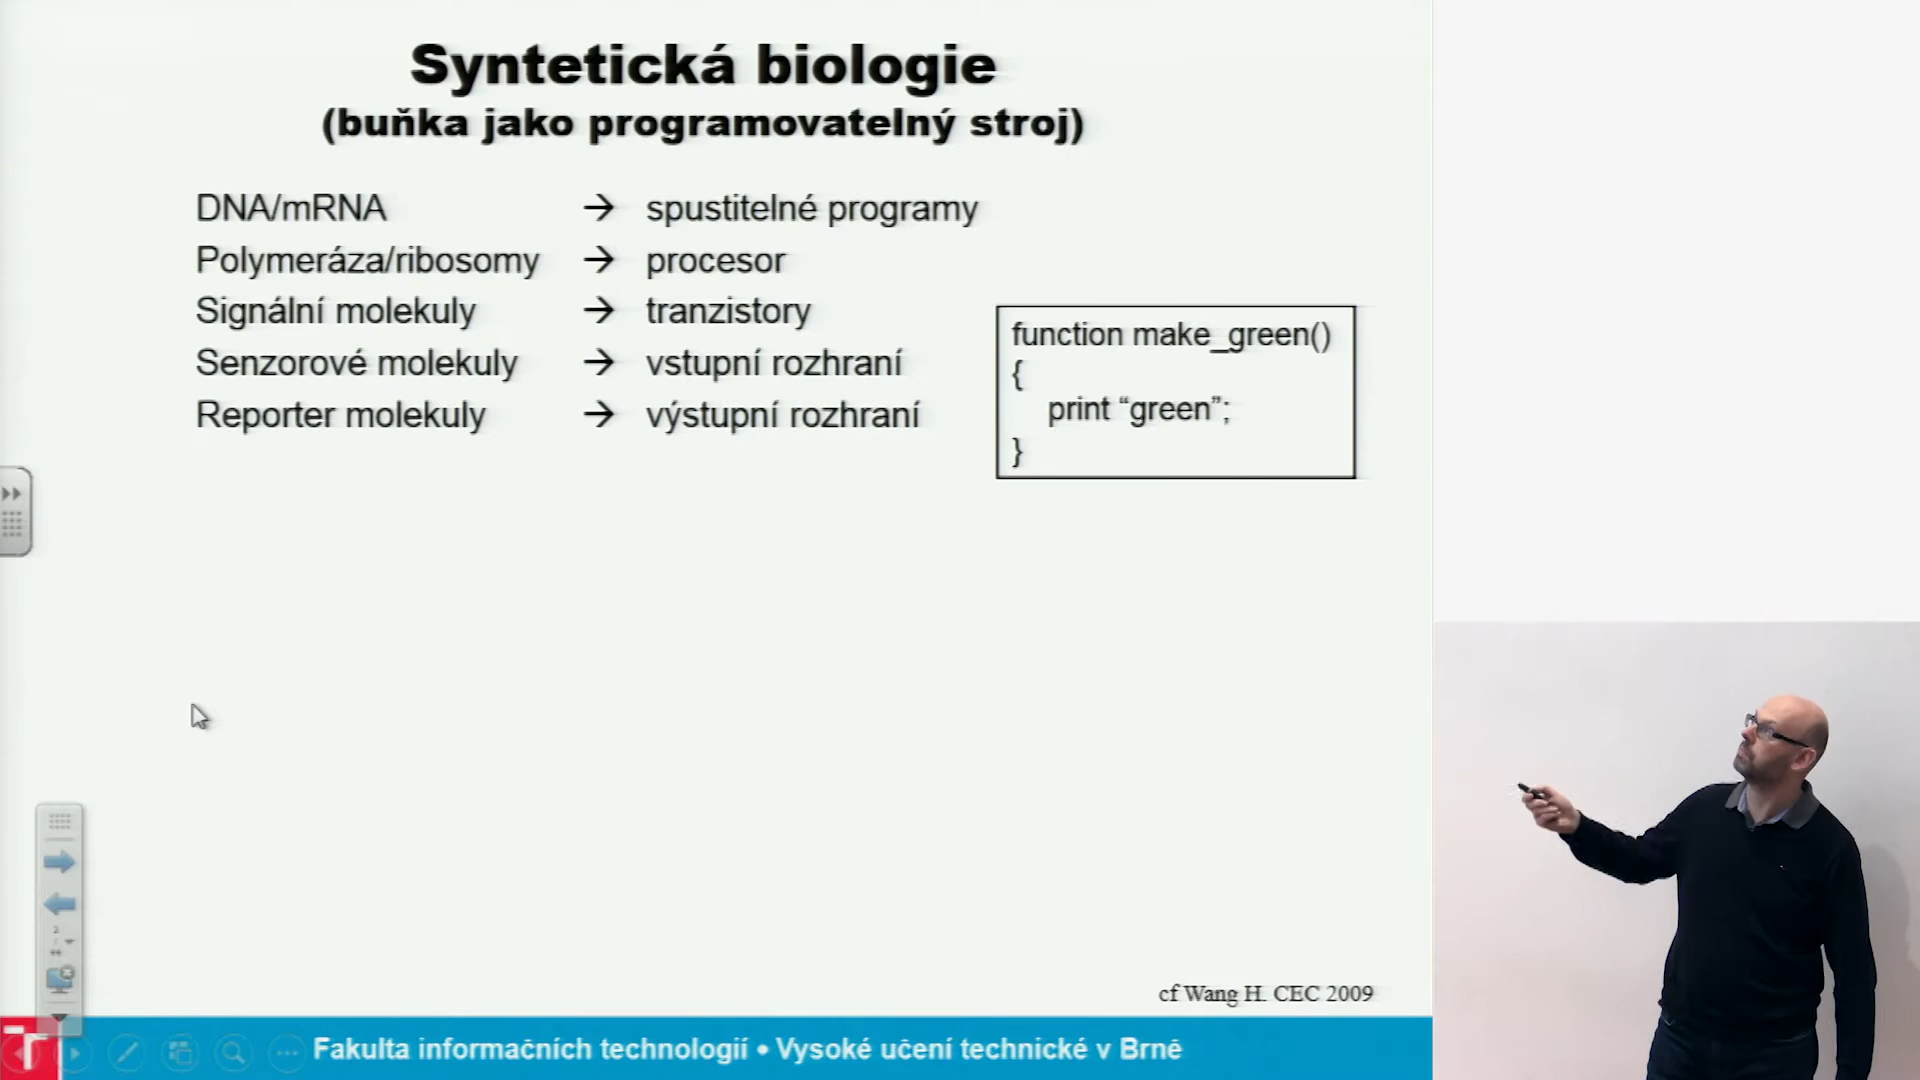 Syntetická biologie
(buňka jako programovatelný stroj)
DNA/mRNA → spustitelné programy
Polymeráza/ribosomy → procesor
Signální molekuly → tranzistory
Senzorové molekuly → vstupní rozhraní
Reporter molekuly → výstupní rozhraní
function make_green()
{
print “green”;
}
cf Wang H. CEC 2009
Fakulta informačních technologií • Vysoké učení technické v Brně